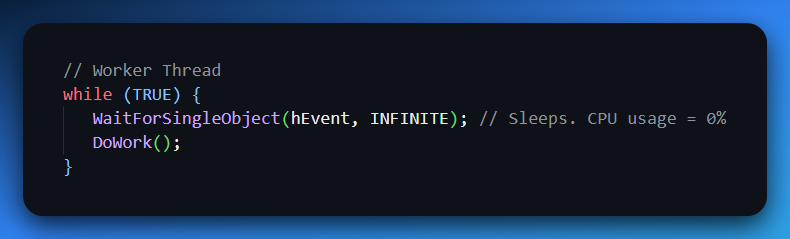 // Worker Thread
while (TRUE) {
WaitForSingleObject(hEvent, INFINITE); // Sleeps. CPU usage = 0%
DoWork();
}